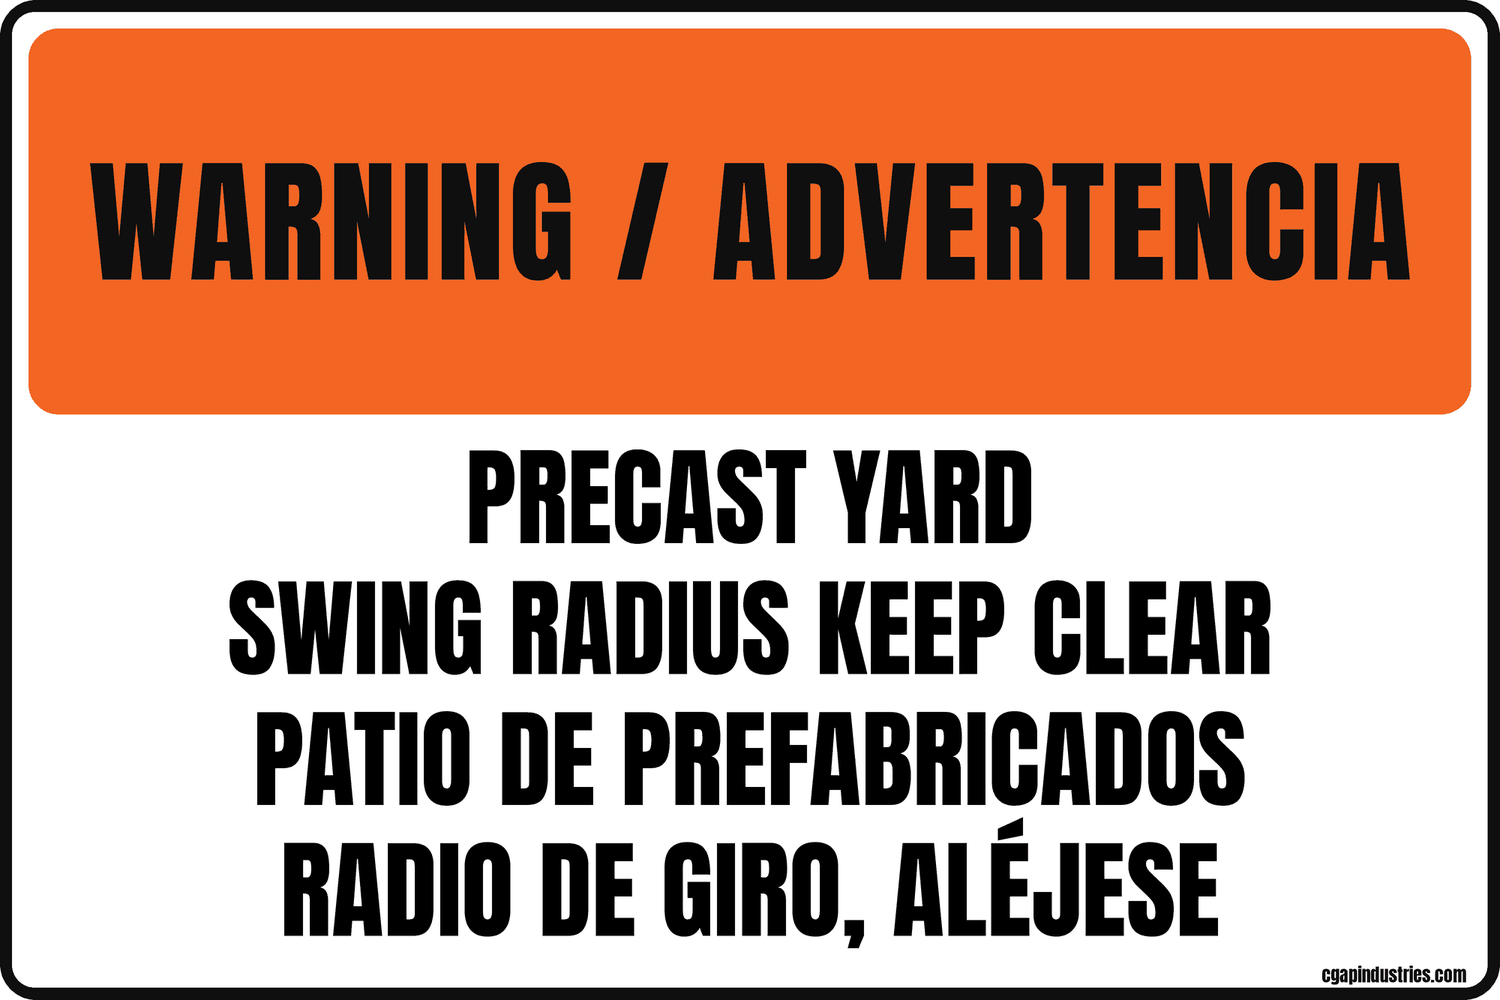 WARNING / ADVERTENCIA
PRECAST YARD
SWING RADIUS KEEP CLEAR
PATIO DE PREFABRICADOS
RADIO DE GIRO, ALÉJESE
cgapindustries.com